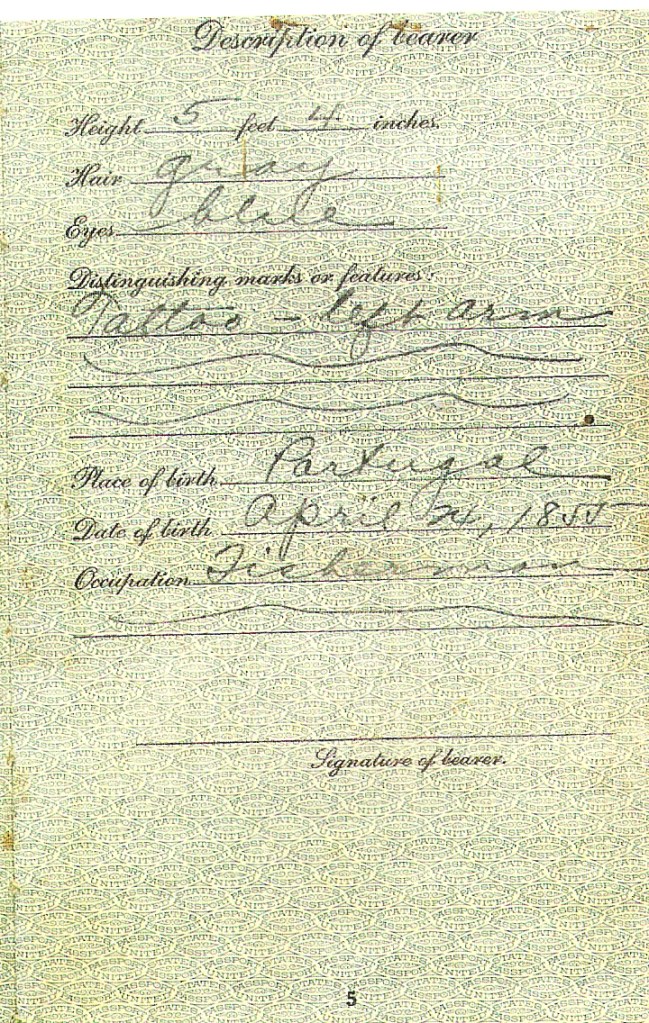 Description of bearer
Height 5 feet 4 inches.
Hair gray
Eyes blue
Distinguishing marks or features:
Tattoo - left arm
Place of birth Portugal
Date of birth April 24, 1855
Occupation Fisherman
Signature of bearer.
5